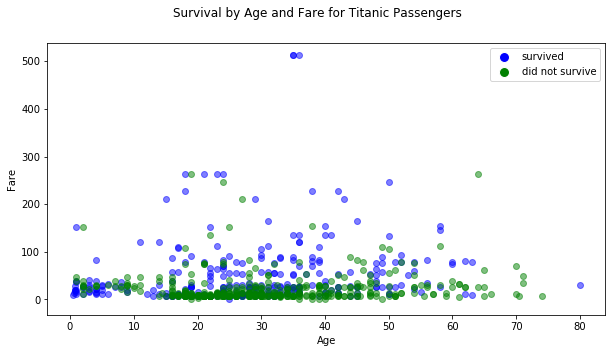 Survival by Age and Fare for Titanic Passengers
survived
did not survive
Fare
500
400
300
200
100
0
0 10 20 30 40 50 60 70 80
Age